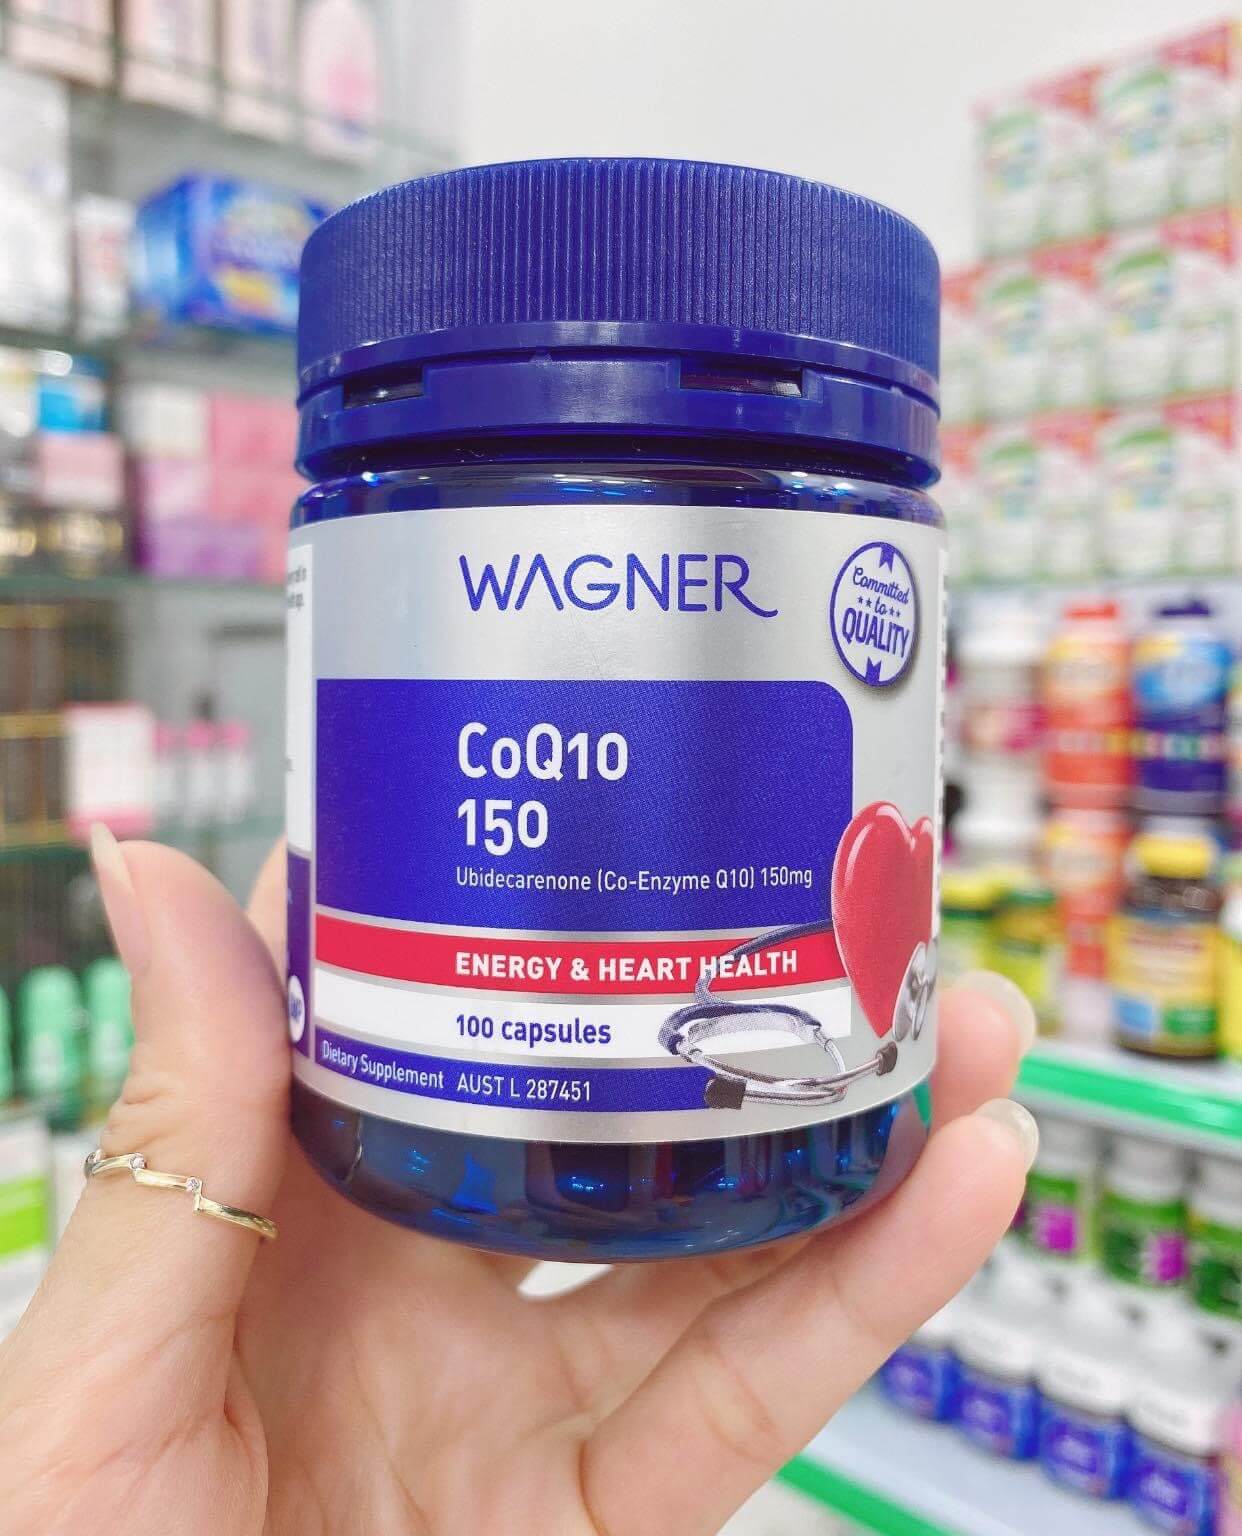 WAGNER
Committed
to
QUALITY
CoQ10
150
Ubidecarenone (Co-Enzyme Q10) 150mg
ENERGY & HEART HEALTH
100 capsules
Dietary Supplement AUST L 287451